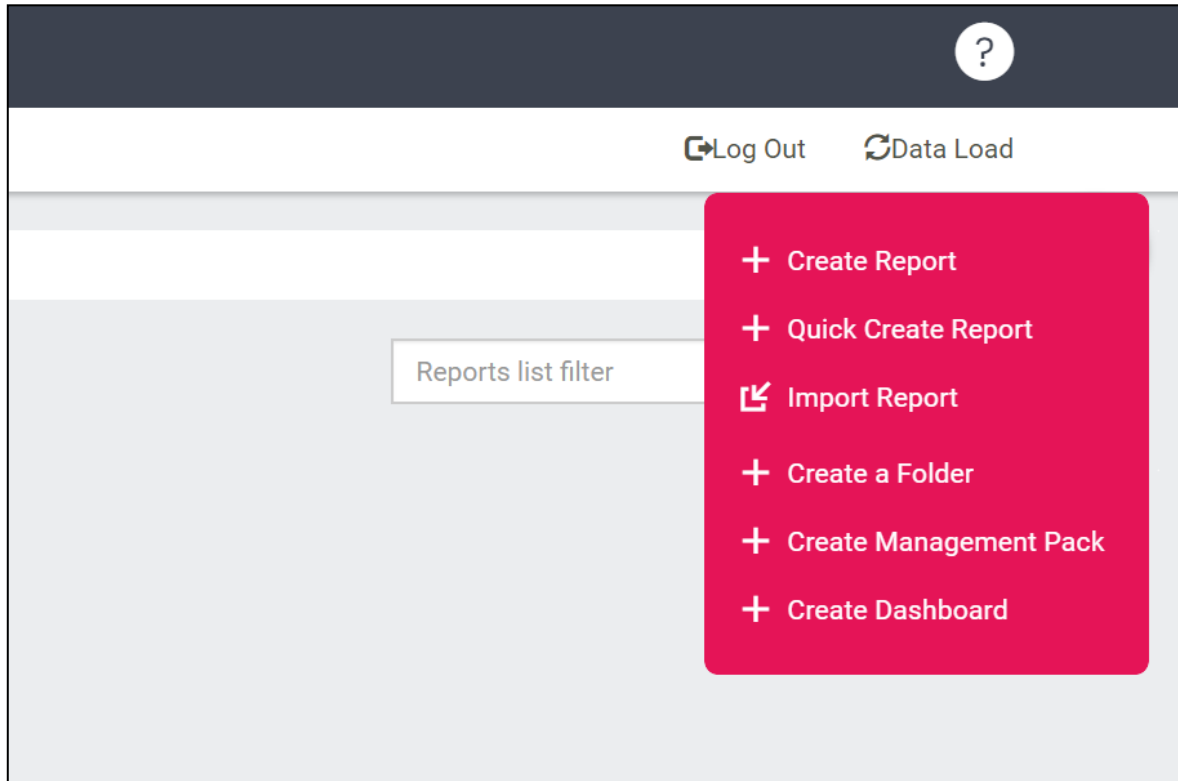 ?
Log Out
Data Load
Create Report
Quick Create Report
Reports list filter
Import Report
Create a Folder
Create Management Pack
Create Dashboard